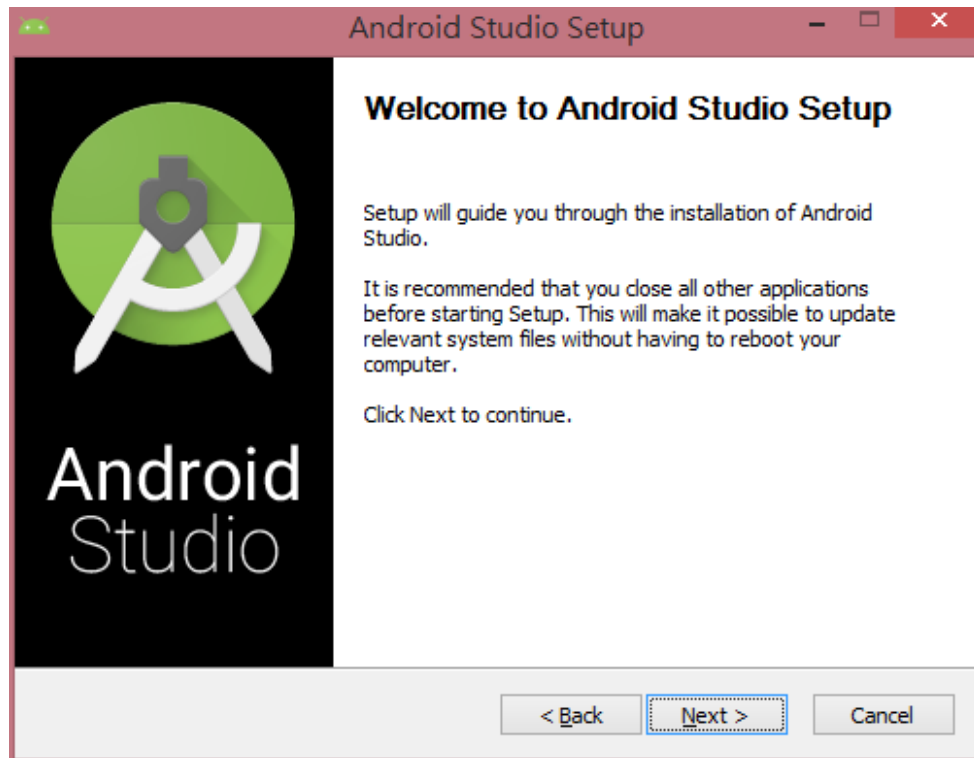 Android Studio Setup
Welcome to Android Studio Setup
Setup will guide you through the installation of Android
Studio.
It is recommended that you close all other applications
before starting Setup. This will make it possible to update
relevant system files without having to reboot your
computer.
Click Next to continue.
Android
Studio
< Back
Next >
Cancel